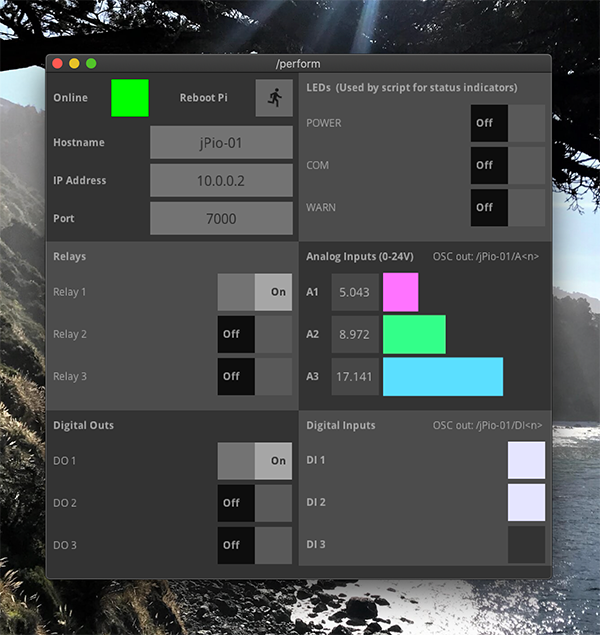 /perform
Online
Reboot Pi
Hostname
jPio-01
IP Address
10.0.0.2
Port
7000
LEDs (Used by script for status indicators)
POWER
Off
COM
Off
WARN
Off
Relays
Relay 1
On
Relay 2
Off
Relay 3
Off
Analog Inputs (0-24V)
OSC out: /jPio-01/A<n>
A1
5.043
A2
8.972
A3
17.141
Digital Outs
DO 1
On
DO 2
Off
DO 3
Off
Digital Inputs
OSC out: /jPio-01/DI<n>
DI 1
DI 2
DI 3